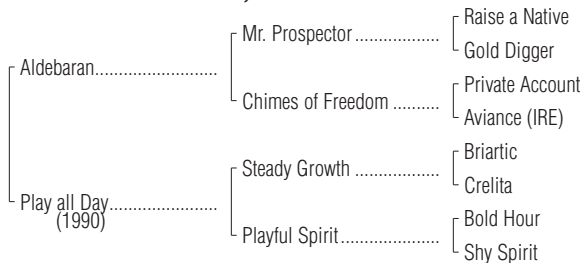 Raise a Native
Mr. Prospector ..................
Gold Digger
Aldebaran..........................
Private Account
Chimes of Freedom ..........
Aviance (IRE)
Briartic
Steady Growth ..................
Crelita
Play all Day.......................
(1990)
Bold Hour
Playful Spirit.....................
Shy Spirit